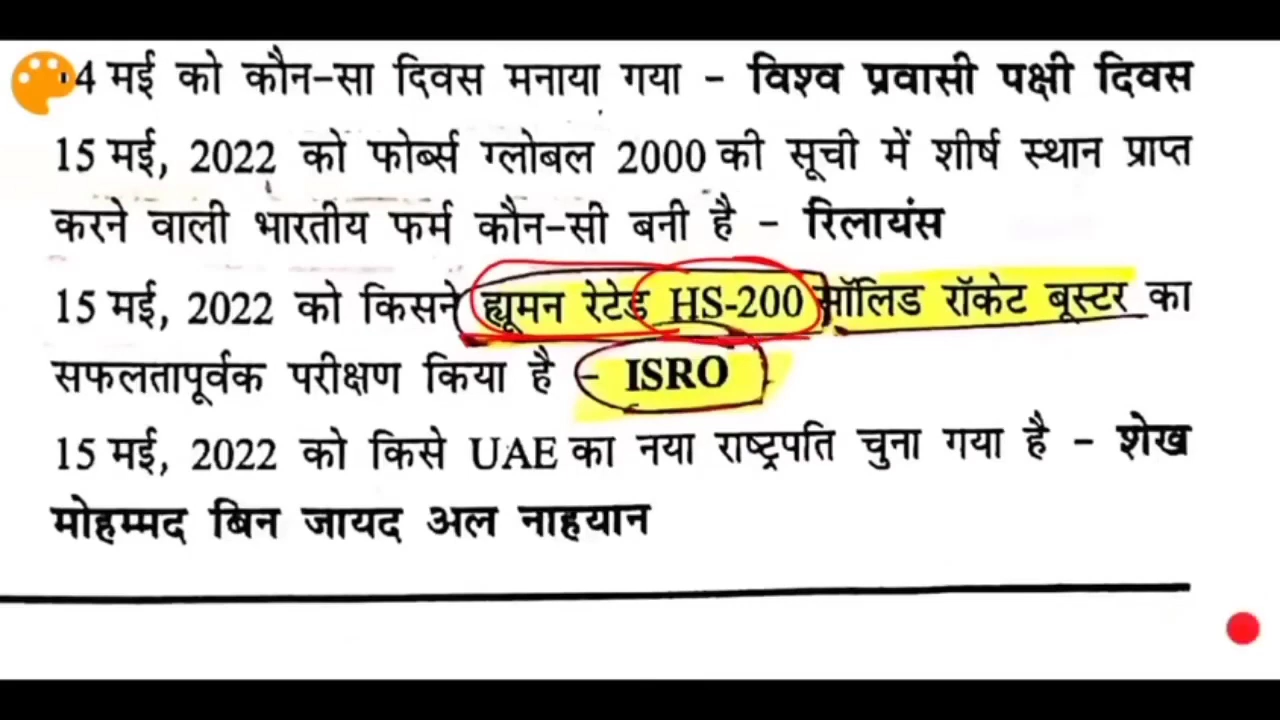 4 मई को कौन-सा दिवस मनाया गया - विश्व प्रवासी पक्षी दिवस
15 मई, 2022 को फोर्ब्स ग्लोबल 2000 की सूची में शीर्ष स्थान प्राप्त
करने वाली भारतीय फर्म कौन-सी बनी है - रिलायंस
15 मई, 2022 को किसने ह्यूमन रेटेड HS-200 सॉलिड रॉकेट बूस्टर का
सफलतापूर्वक परीक्षण किया है - ISRO
15 मई, 2022 को किसे UAE का नया राष्ट्रपति चुना गया है - शेख
मोहम्मद बिन जायद अल नाहयान